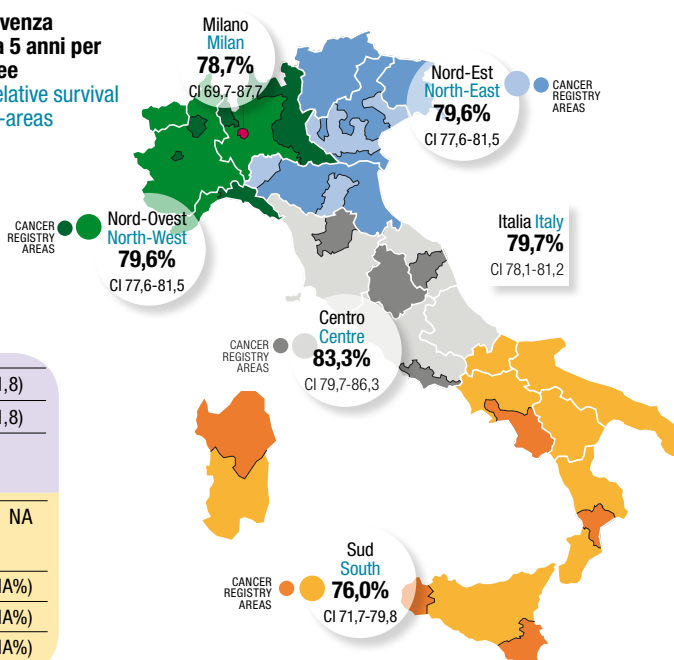 venza
a 5 anni per
ee
elative survival
-areas
Milano
Milan
78,7%
CI 69,7-87,7
Nord-Est
North-East
79,6%
CI 77,6-81,5
CANCER
REGISTRY
AREAS
CANCER
REGISTRY
AREAS
Nord-Ovest
North-West
79,6%
CI 77,6-81,5
Italia Italy
79,7%
CI 78,1-81,2
CANCER
REGISTRY
AREAS
Centro
Centre
83,3%
CI 79,7-86,3
,8)
,8)
NA
IA%)
IA%)
IA%)
CANCER
REGISTRY
AREAS
Sud
South
76,0%
CI 71,7-79,8